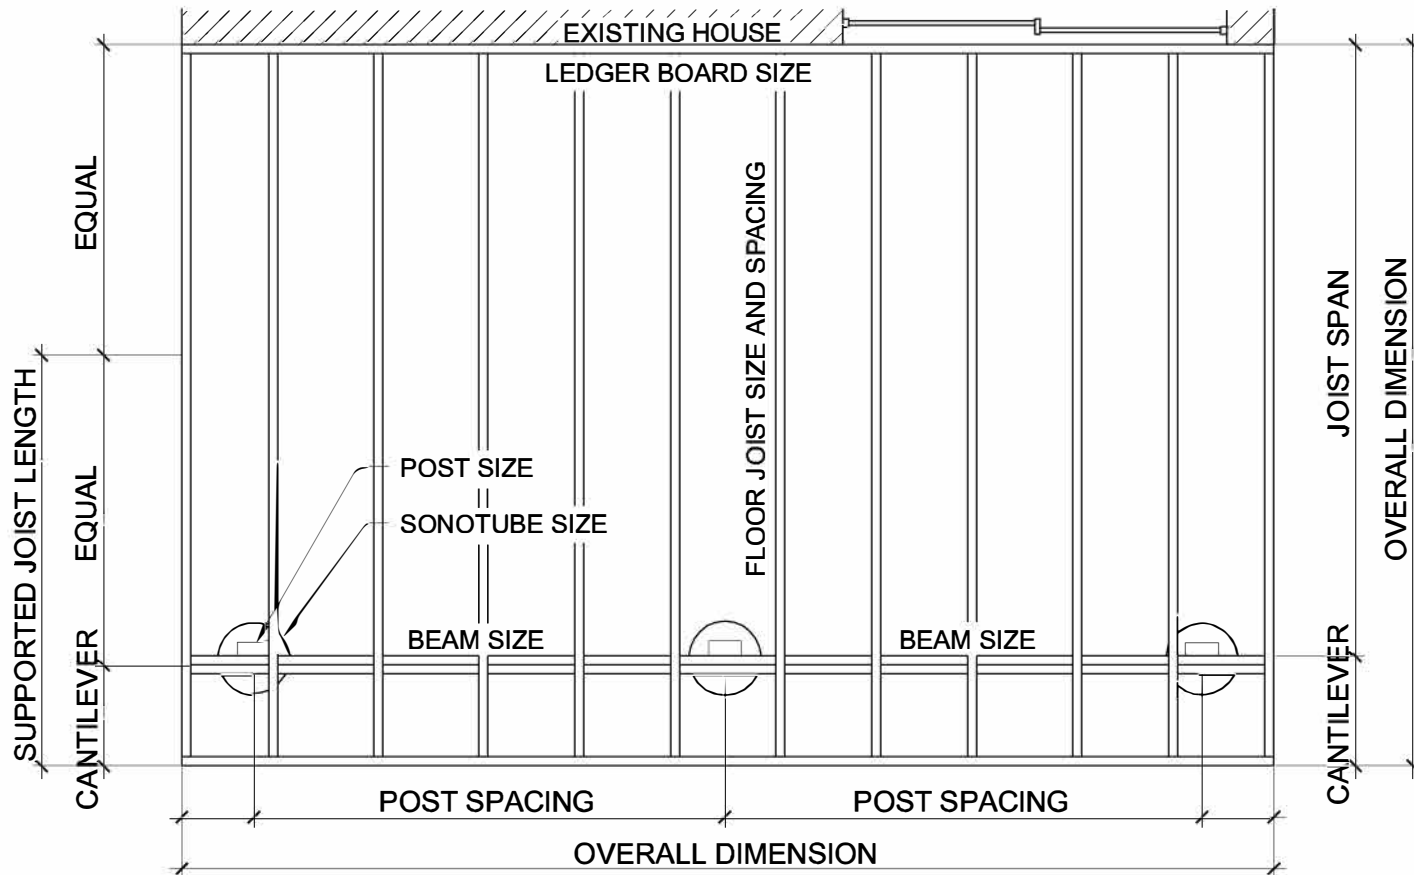 EXISTING HOUSE
LEDGER BOARD SIZE
EQUAL
FLOOR JOIST SIZE AND SPACING
JOIST SPAN
OVERALL DIMENSION
SUPPORTED JOIST LENGTH
EQUAL
POST SIZE
SONOTUBE SIZE
BEAM SIZE
BEAM SIZE
CANTILEVER
CANTILEVER
POST SPACING
POST SPACING
OVERALL DIMENSION